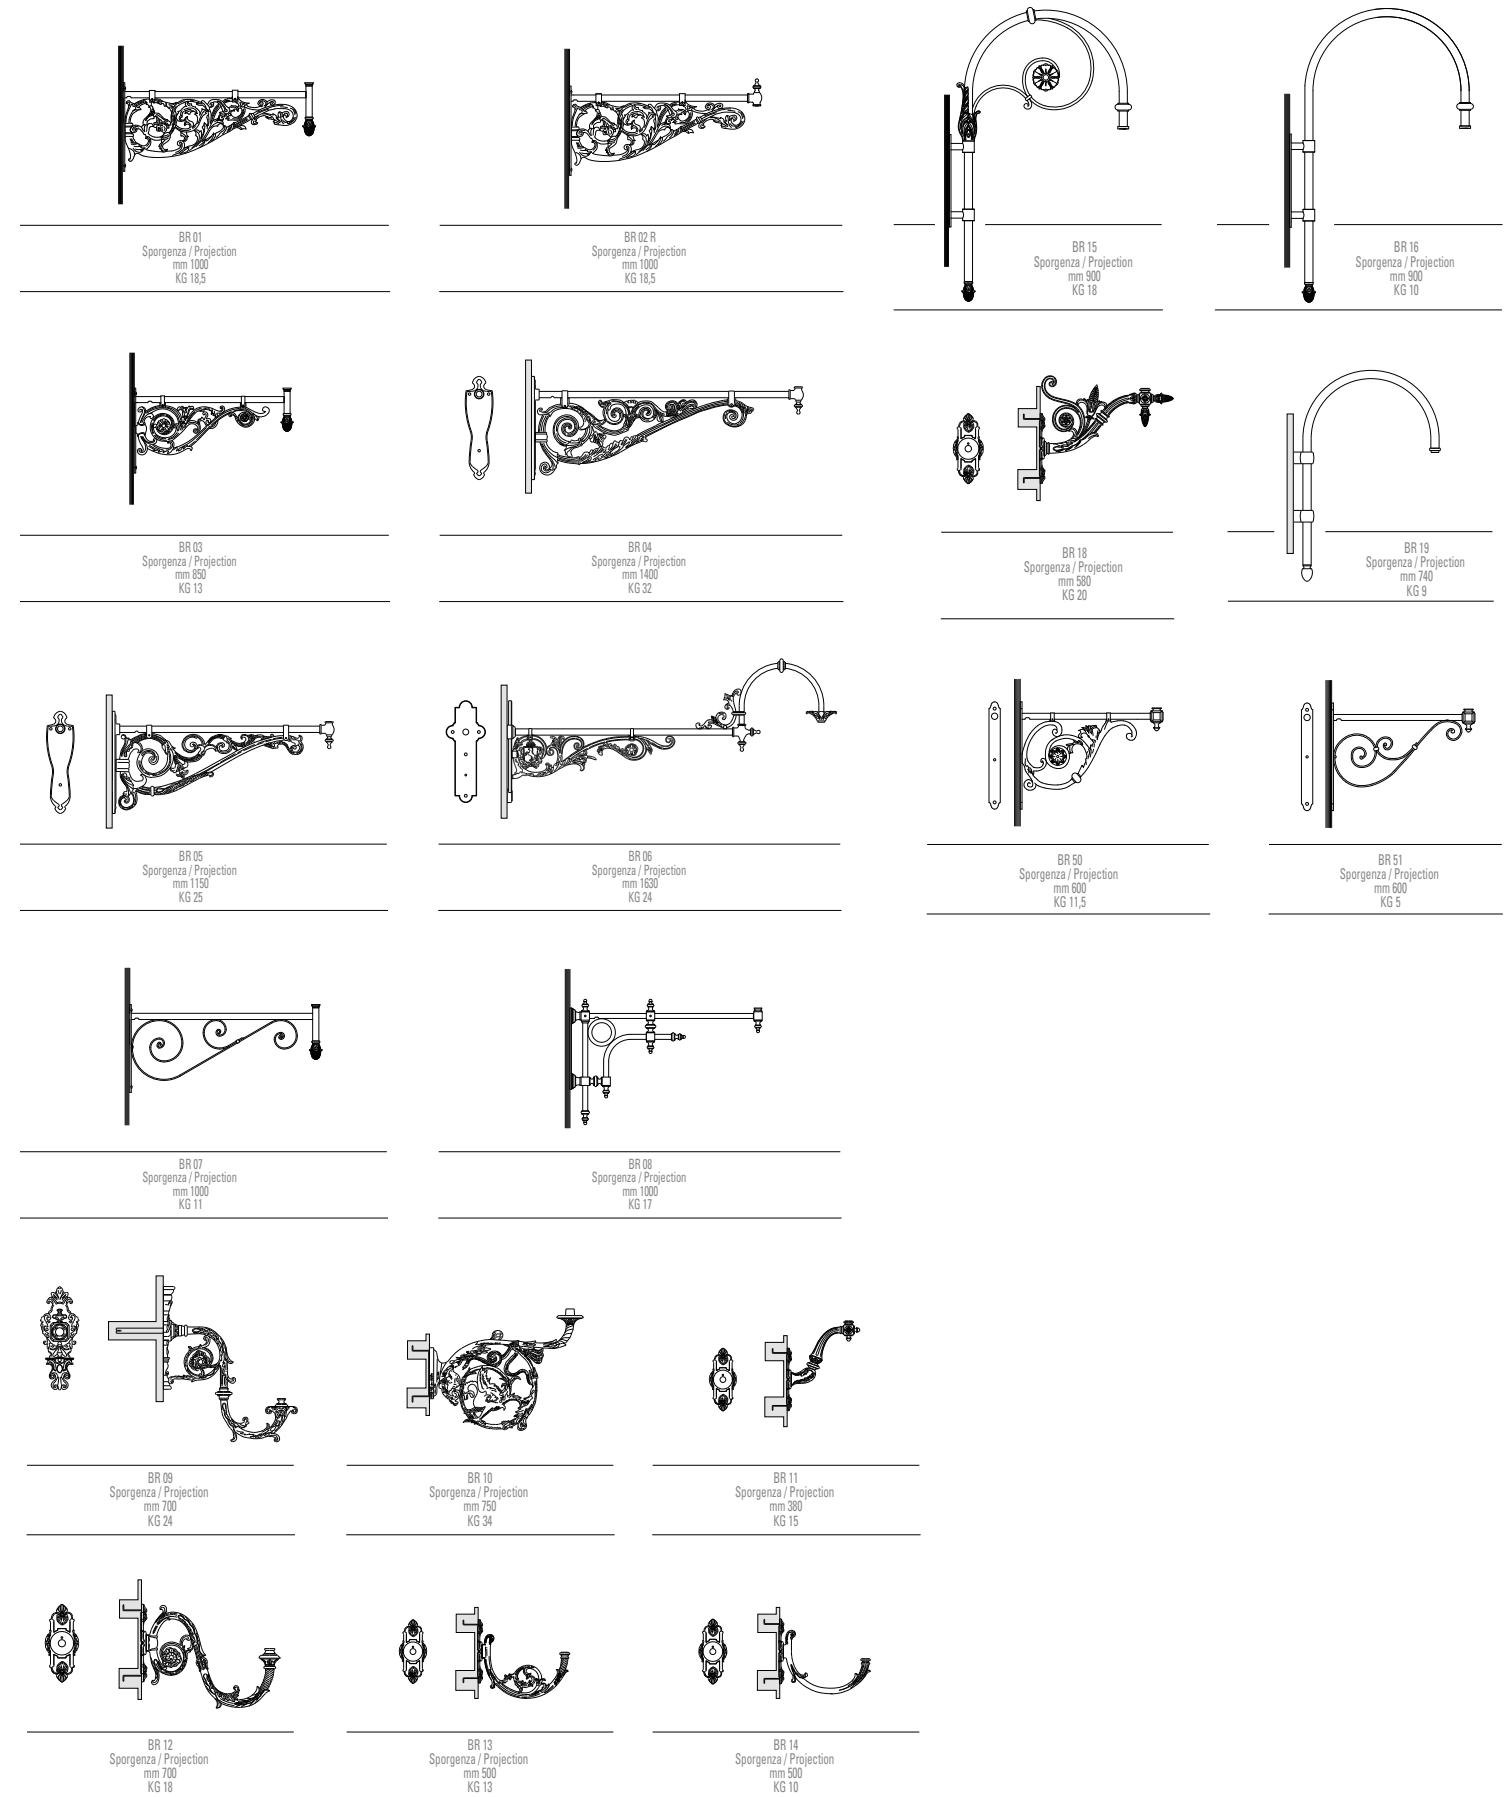 BR 01
Sporgenza / Projection
mm 1000
KG 18,5
BR 02 R
Sporgenza / Projection
mm 1000
KG 18,5
BR 15
Sporgenza / Projection
mm 900
KG 18
BR 16
Sporgenza / Projection
mm 900
KG 10
BR 03
Sporgenza / Projection
mm 850
KG 13
BR 04
Sporgenza / Projection
mm 1400
KG 32
BR 18
Sporgenza / Projection
mm 580
KG 20
BR 19
Sporgenza / Projection
mm 740
KG 9
BR 05
Sporgenza / Projection
mm 1150
KG 25
BR 06
Sporgenza / Projection
mm 1630
KG 24
BR 50
Sporgenza / Projection
mm 600
KG 11,5
BR 51
Sporgenza / Projection
mm 600
KG 5
BR 07
Sporgenza / Projection
mm 1000
KG 11
BR 08
Sporgenza / Projection
mm 1000
KG 17
BR 09
Sporgenza / Projection
mm 700
KG 24
BR 10
Sporgenza / Projection
mm 750
KG 34
BR 11
Sporgenza / Projection
mm 380
KG 15
BR 12
Sporgenza / Projection
mm 700
KG 18
BR 13
Sporgenza / Projection
mm 500
KG 13
BR 14
Sporgenza / Projection
mm 500
KG 10